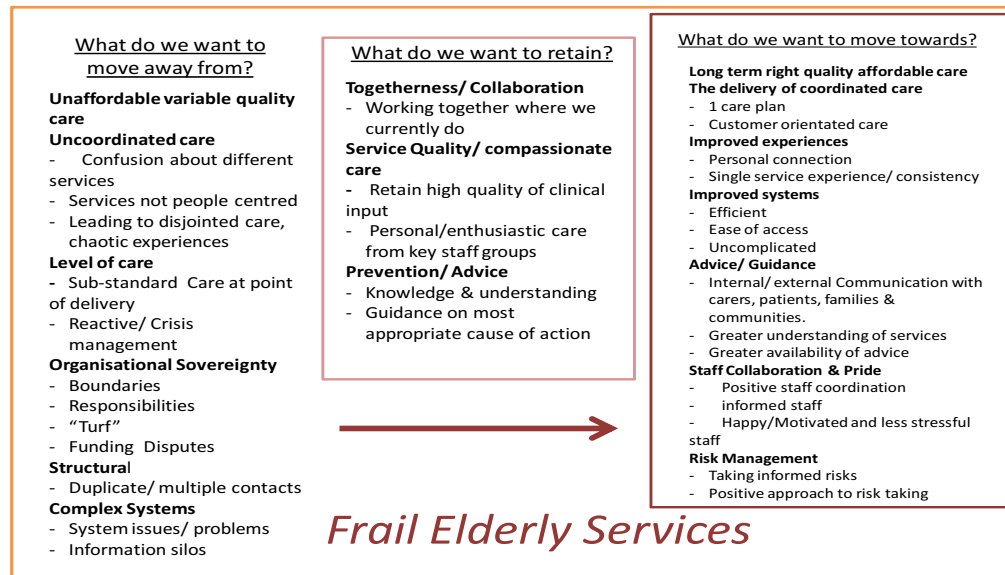 What do we want to
move away from?
Unaffordable variable quality
care
Uncoordinated care
- Confusion about different
services
- Services not people centred
- Leading to disjointed care,
chaotic experiences
Level of care
- Sub-standard Care at point
of delivery
- Reactive/ Crisis
management
Organisational Sovereignty
- Boundaries
- Responsibilities
- “Turf”
- Funding Disputes
Structural
- Duplicate/ multiple contacts
Complex Systems
- System issues/ problems
- Information silos
What do we want to retain?
Togetherness/ Collaboration
- Working together where we
currently do
Service Quality/ compassionate
care
- Retain high quality of clinical
input
- Personal/enthusiastic care
from key staff groups
Prevention/ Advice
- Knowledge & understanding
- Guidance on most
appropriate cause of action
What do we want to move towards?
Long term right quality affordable care
The delivery of coordinated care
- 1 care plan
- Customer orientated care
Improved experiences
- Personal connection
- Single service experience/ consistency
Improved systems
- Efficient
- Ease of access
- Uncomplicated
Advice/ Guidance
- Internal/ external Communication with
carers, patients, families &
communities.
- Greater understanding of services
- Greater availability of advice
Staff Collaboration & Pride
- Positive staff coordination
- informed staff
- Happy/Motivated and less stressful
staff
Risk Management
- Taking informed risks
- Positive approach to risk taking
Frail Elderly Services